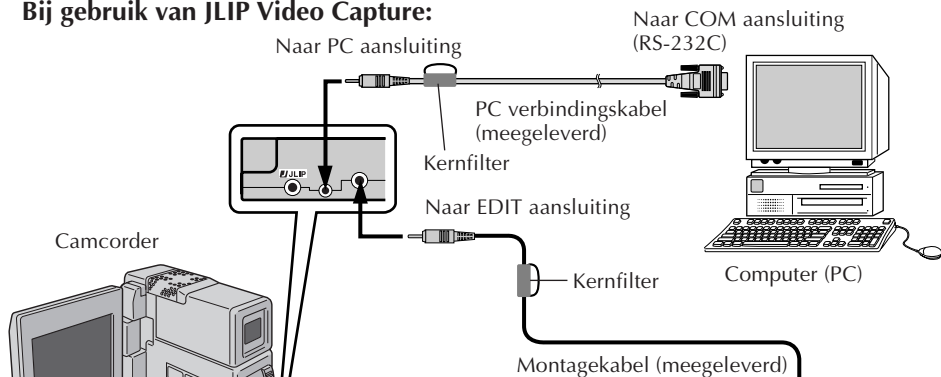 Bij gebruik van JLIP Video Capture:
Naar PC aansluiting
Naar COM aansluiting
(RS-232C)
PC verbindingskabel
(meegeleverd)
Kernfilter
JLIP
Naar EDIT aansluiting
Camcorder
Kernfilter
Computer (PC)
Montagekabel (meegeleverd)